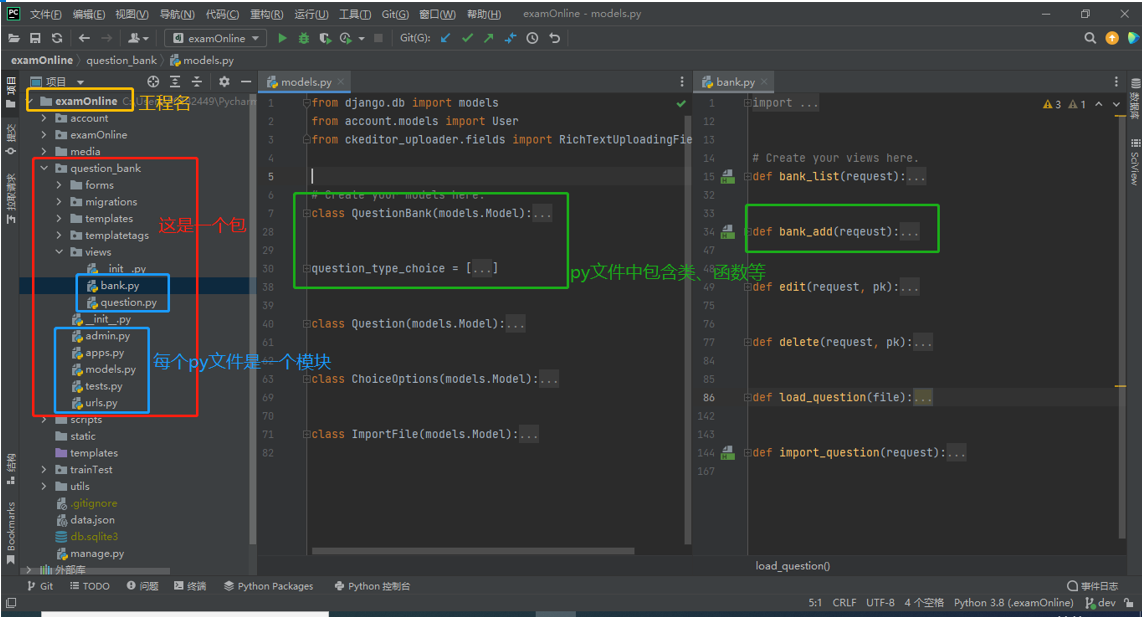 PC 文件(F) 编辑(E) 视图(V) 导航(N) 代码(C) 重构(R) 运行(U) 工具(T) Git(G) 窗口(W) 帮助(H) examOnline - models.py
examOnline Git(G):
examOnline question_bank models.py
项目
提交
拉取请求
结构
Bookmarks
项目
examOnline
工程名
account
examOnline
media
question_bank
forms
migrations
templates
templatetags
views
__init__.py
bank.py
question.py
__init__.py
admin.py
apps.py
models.py
tests.py
urls.py
scripts
static
templates
trainTest
utils
.gitignore
data.json
db.sqlite3
manage.py
外部库
这是一个包
每个py文件是一个模块
models.py
1 from django.db import models
2 from account.models import User
3 from ckeditor_uploader.fields import RichTextUploadingFie
4
5
6 # Create your models here.
7 class QuestionBank(models.Model):...
28
29
30 question_type_choice = [...]
38
39
40 class Question(models.Model):...
61
62
63 class ChoiceOptions(models.Model):...
69
70
71 class ImportFile(models.Model):...
82
py文件中包含类、函数等
bank.py
3 1
1 import ...
12
13
14 # Create your views here.
15 def bank_list(request):...
32
33
34 def bank_add(reqeust):...
47
48
49 def edit(request, pk):...
75
76
77 def delete(request, pk):...
84
85
86 def load_question(file):...
142
143
144 def import_question(request):...
167
load_question()
数据库
SciView
Git TODO 问题 终端 Python Packages Python 控制台 事件日志
5:1 CRLF UTF-8 4 个空格 Python 3.8 (.examOnline) dev